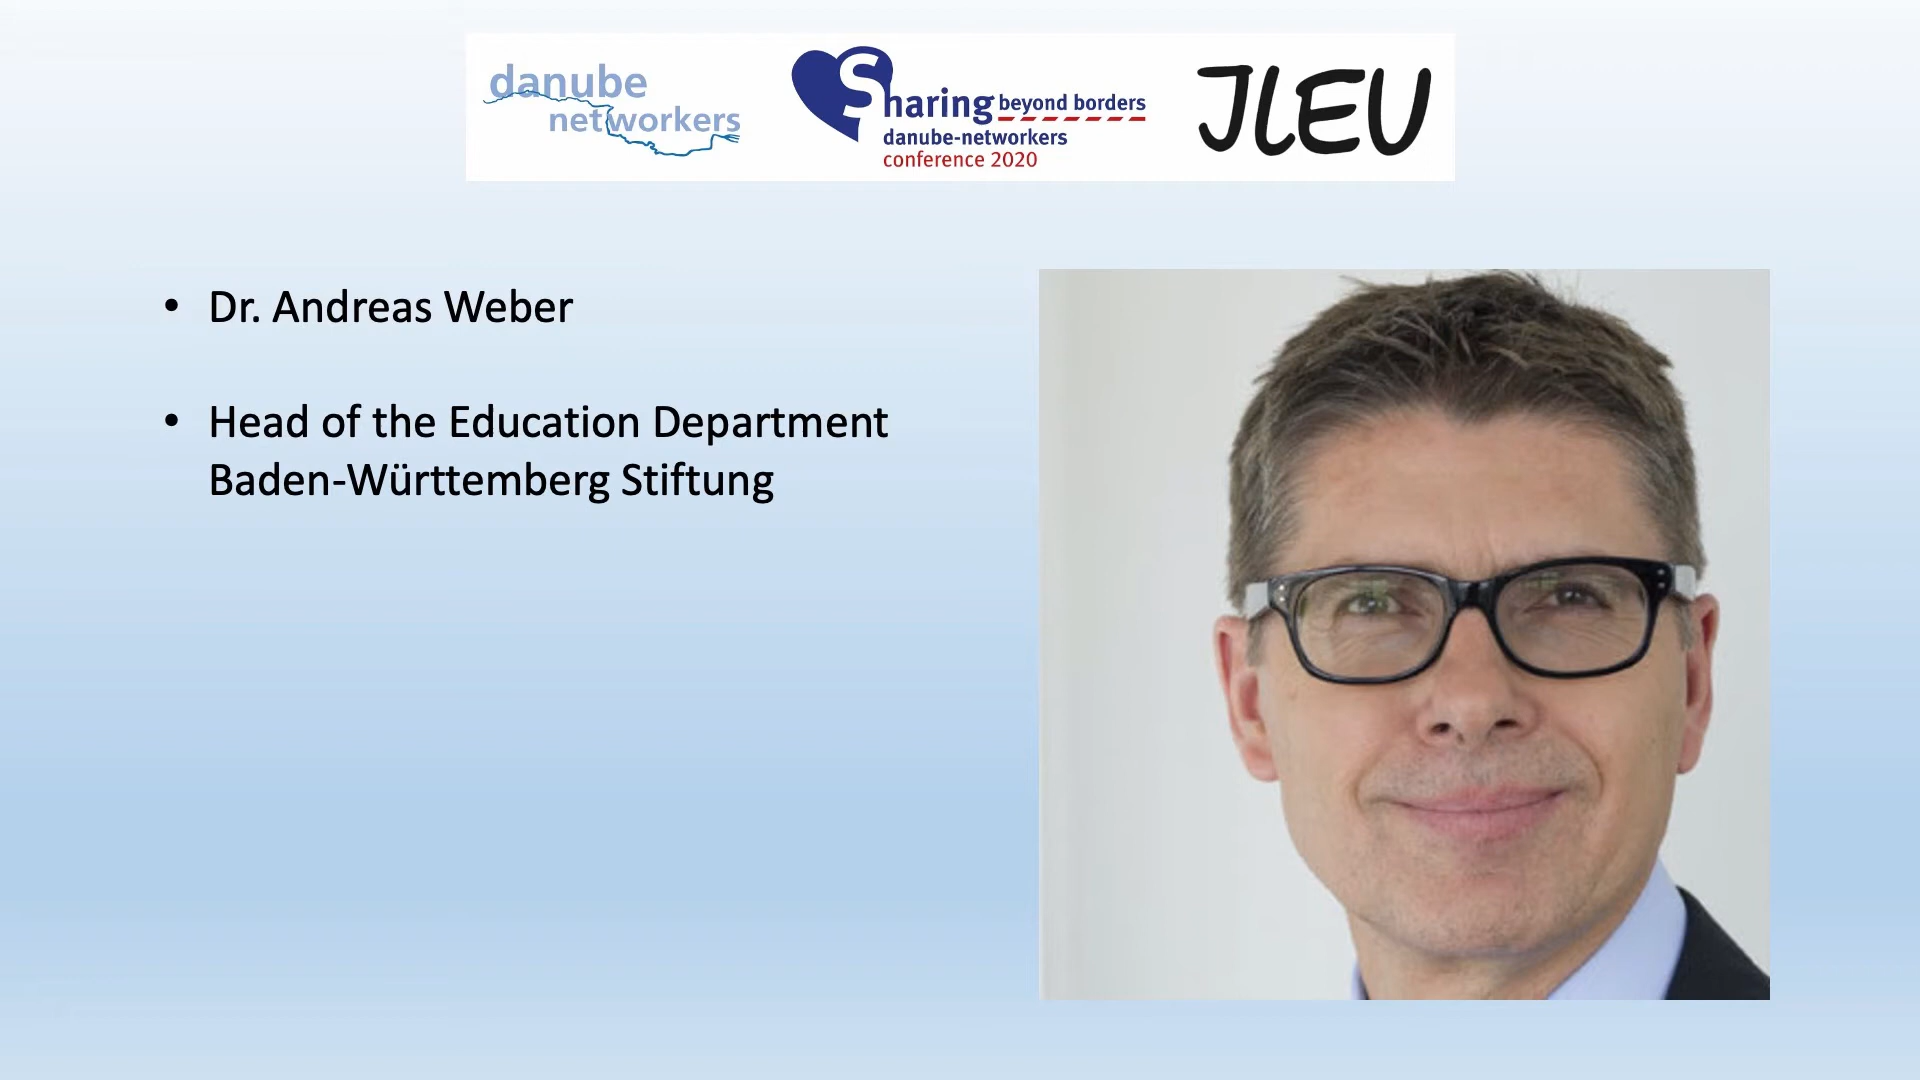 danube
networkers
Sharing beyond borders
danube-networkers
conference 2020
JLEU
• Dr. Andreas Weber
• Head of the Education Department
Baden-Württemberg Stiftung